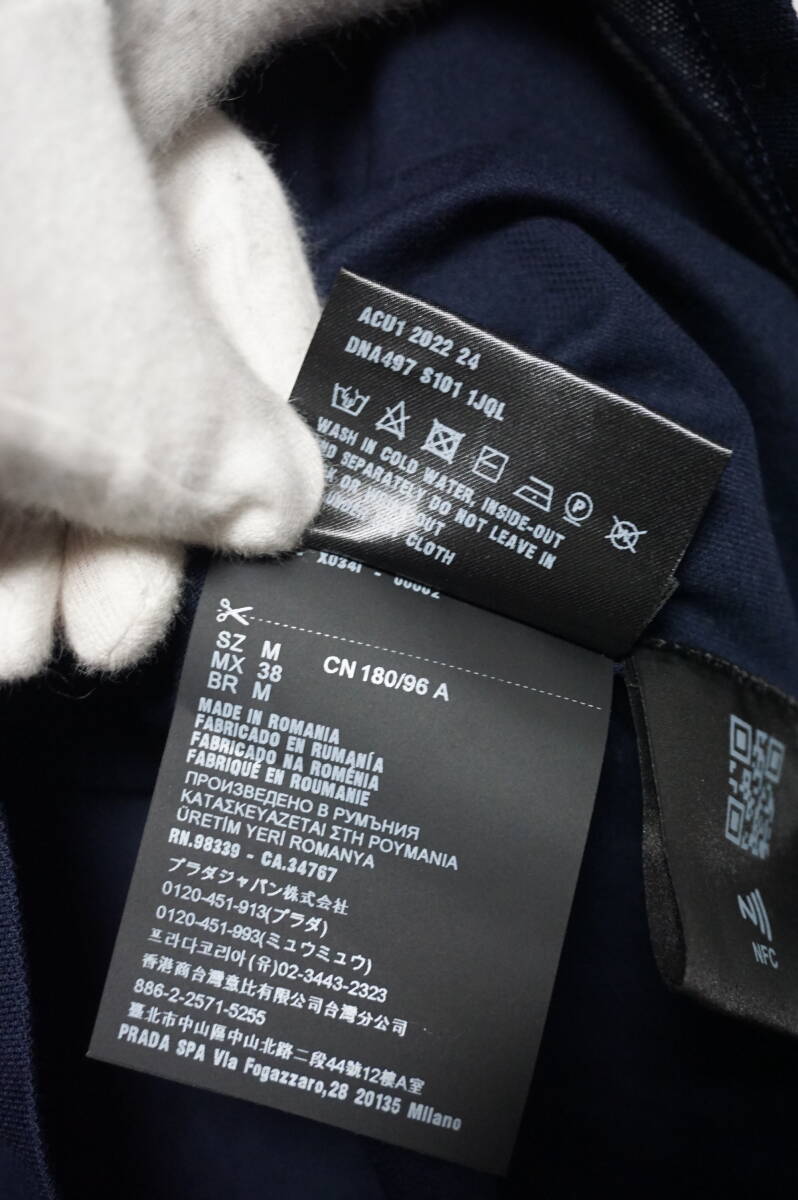 ACU1 2022 24
DNA497 S101 1JQL
WASH IN COLD WATER, INSIDE-OUT
SEPARATELY DO NOT LEAVE IN
OR
CLOTH
SZ M
MX 38
BR M
CN 180/96 A
MADE IN ROMANIA
FABRICADO EN RUMANÍA
FABRICADO NA ROMÉNIA
FABRIQUÉ EN ROUMANIE
ПРОИЗВЕДЕНО В РУМЪНИЯ
ΚΑΤΑΣΚΕΥΑΖΕΤΑΙ ΣΤΗ ΡΟΥΜΑΝΙΑ
ÜRETİM YERİ ROMANYA
RN.98339 - CA.34767
プラダジャパン株式会社
0120-451-913(プラダ)
0120-451-993(ミュウミュウ)
프라다코리아(유)02-3443-2323
香港商台灣意比有限公司台灣分公司
886-2-2571-5255
臺北市中山區中山北路二段44號12樓A室
PRADA SPA Via Fogazzaro,28 20135 Milano
NFC